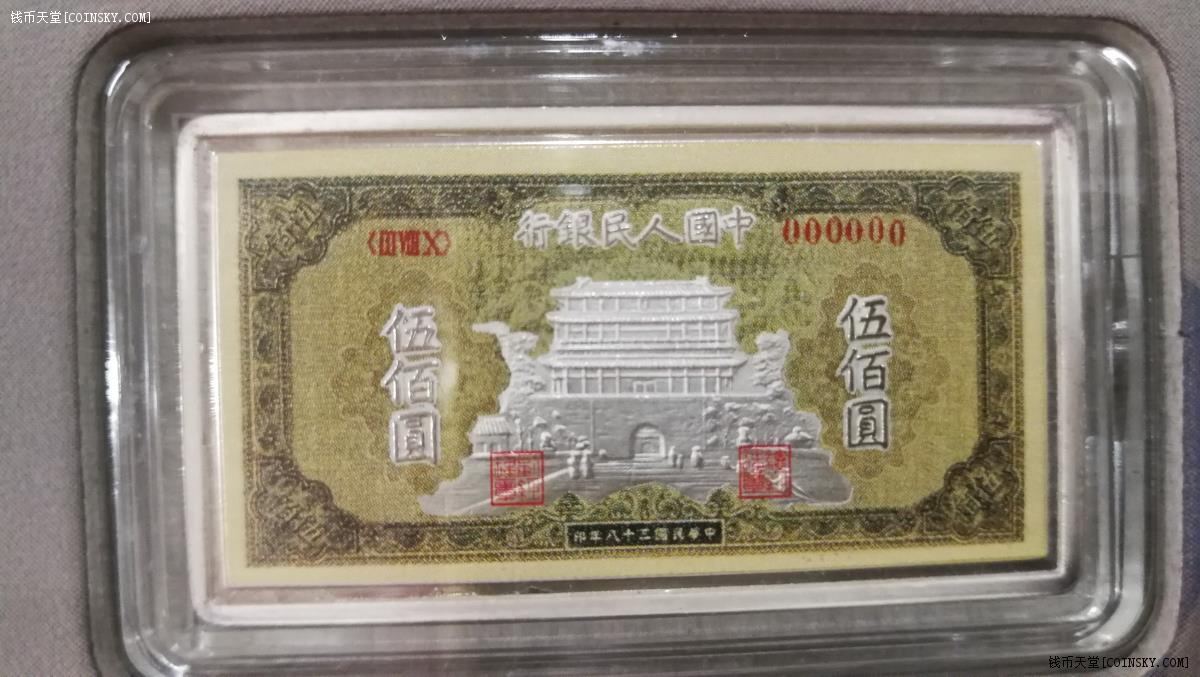 钱币天堂[COINSKY.COM]
中國人民銀行
〈ⅢⅧⅩ〉
000000
伍佰圓
伍佰圓
中華民國三十八年印
钱币天堂[COINSKY.COM]